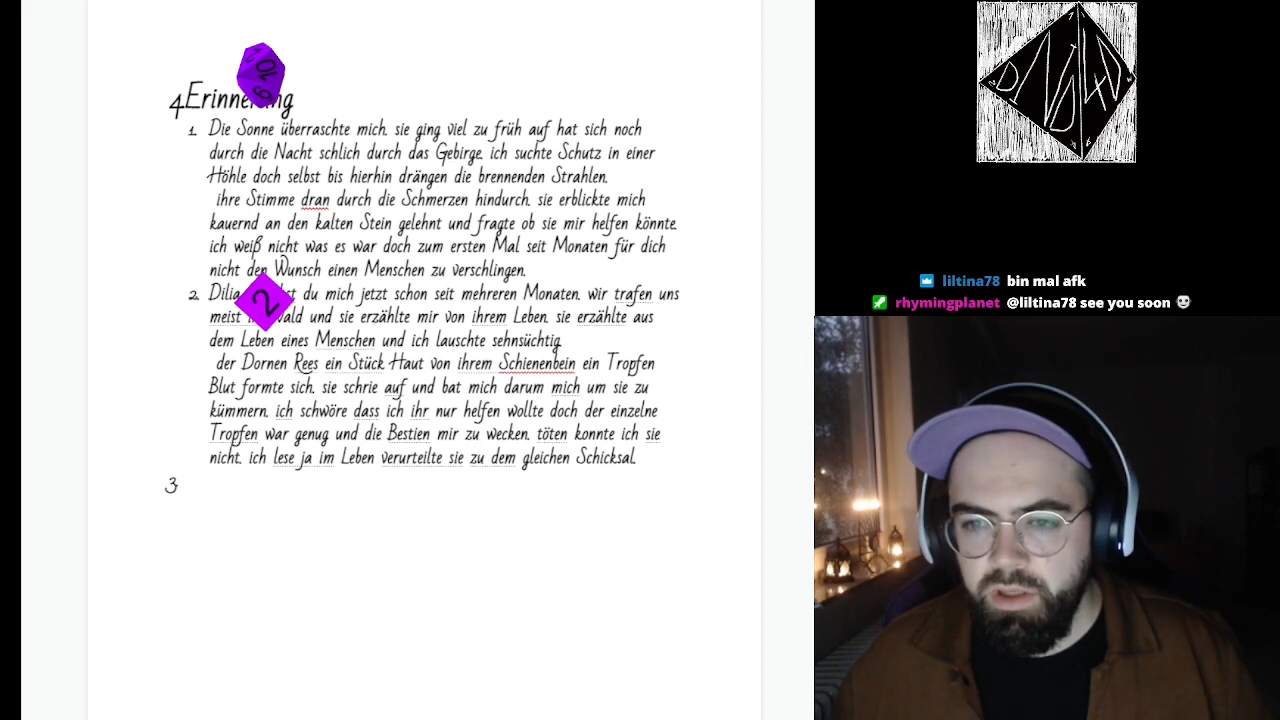 4 Erinnerung
1. Die Sonne überraschte mich. sie ging viel zu früh auf hat sich noch
durch die Nacht schlich durch das Gebirge. ich suchte Schutz in einer
Höhle doch selbst bis hierhin drängen die brennenden Strahlen.
ihre Stimme dran durch die Schmerzen hindurch. sie erblickte mich
kauernd an den kalten Stein gelehnt und fragte ob sie mir helfen könnte.
ich weiß nicht was es war doch zum ersten Mal seit Monaten für dich
nicht den Wunsch einen Menschen zu verschlingen.
2. Dilia du mich jetzt schon seit mehreren Monaten. wir trafen uns
meist Wald und sie erzählte mir von ihrem Leben. sie erzählte aus
dem Leben eines Menschen und ich lauschte sehnsüchtig
der Dornen Rees ein Stück Haut von ihrem Schienenbein ein Tropfen
Blut formte sich. sie schrie auf und bat mich darum mich um sie zu
kümmern. ich schwöre dass ich ihr nur helfen wollte doch der einzelne
Tropfen war genug und die Bestien mir zu wecken. töten konnte ich sie
nicht. ich lese ja im Leben verurteilte sie zu dem gleichen Schicksal.
3
10
9
2
liltina78 bin mal afk
rhymingplanet @liltina78 see you soon